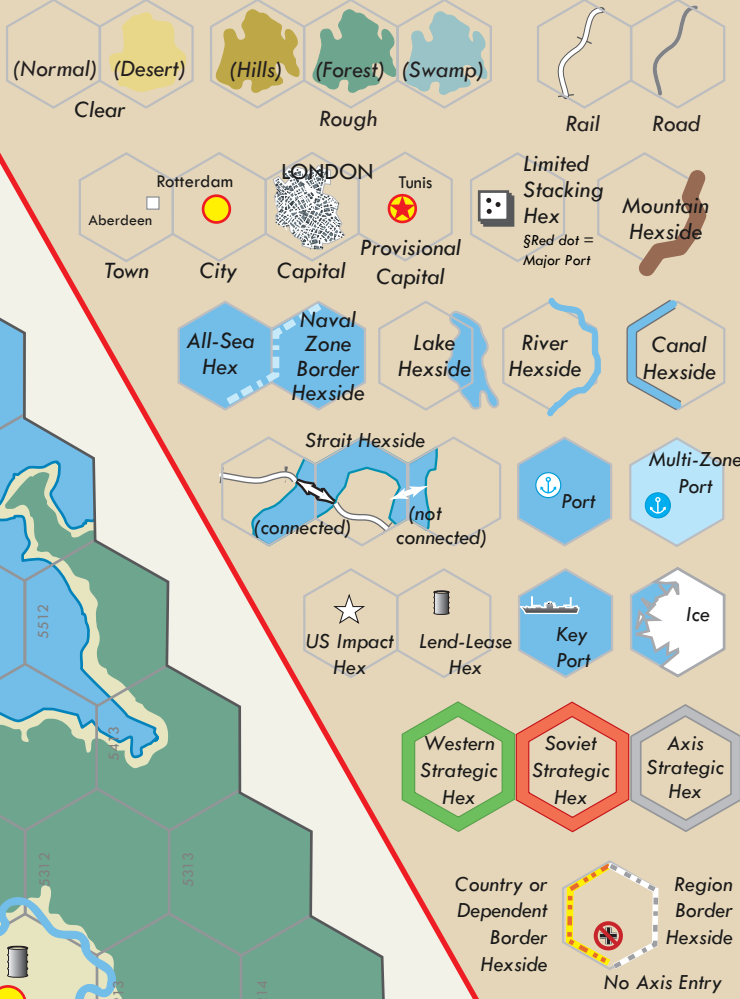 (Normal)
(Desert)
(Hills)
(Forest)
(Swamp)
Clear
Rough
Rail
Road
LONDON
Rotterdam
Tunis
Aberdeen
Limited
Stacking
Hex
§Red dot =
Major Port
Mountain
Hexside
Town
City
Capital
Provisional
Capital
All-Sea
Hex
Naval
Zone
Border
Hexside
Lake
Hexside
River
Hexside
Canal
Hexside
Strait Hexside
(connected)
(not
connected)
Port
Multi-Zone
Port
US Impact
Hex
Lend-Lease
Hex
Key
Port
Ice
Western
Strategic
Hex
Soviet
Strategic
Hex
Axis
Strategic
Hex
Country or
Dependent
Border
Hexside
Region
Border
Hexside
No Axis Entry
5512
5312
5313